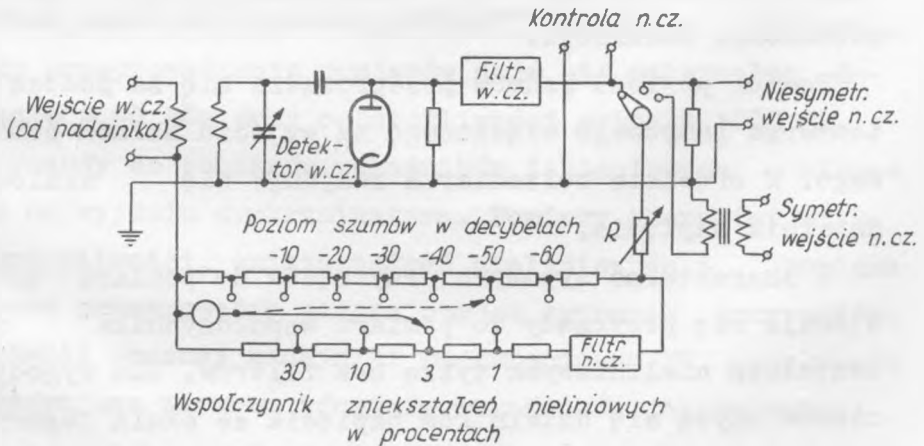 Kontrola n.cz.
Filtr
w.cz.
Wejście w.cz.
(od nadajnika)
Detek-
tor w.cz.
Niesymetr.
wejście n.cz.
Symetr.
wejście n.cz.
Poziom szumów w decybelach
R
-10 -20 -30 -40 -50 -60
Filtr
n.cz.
30 10 3 1
Współczynnik zniekształceń nieliniowych
w procentach